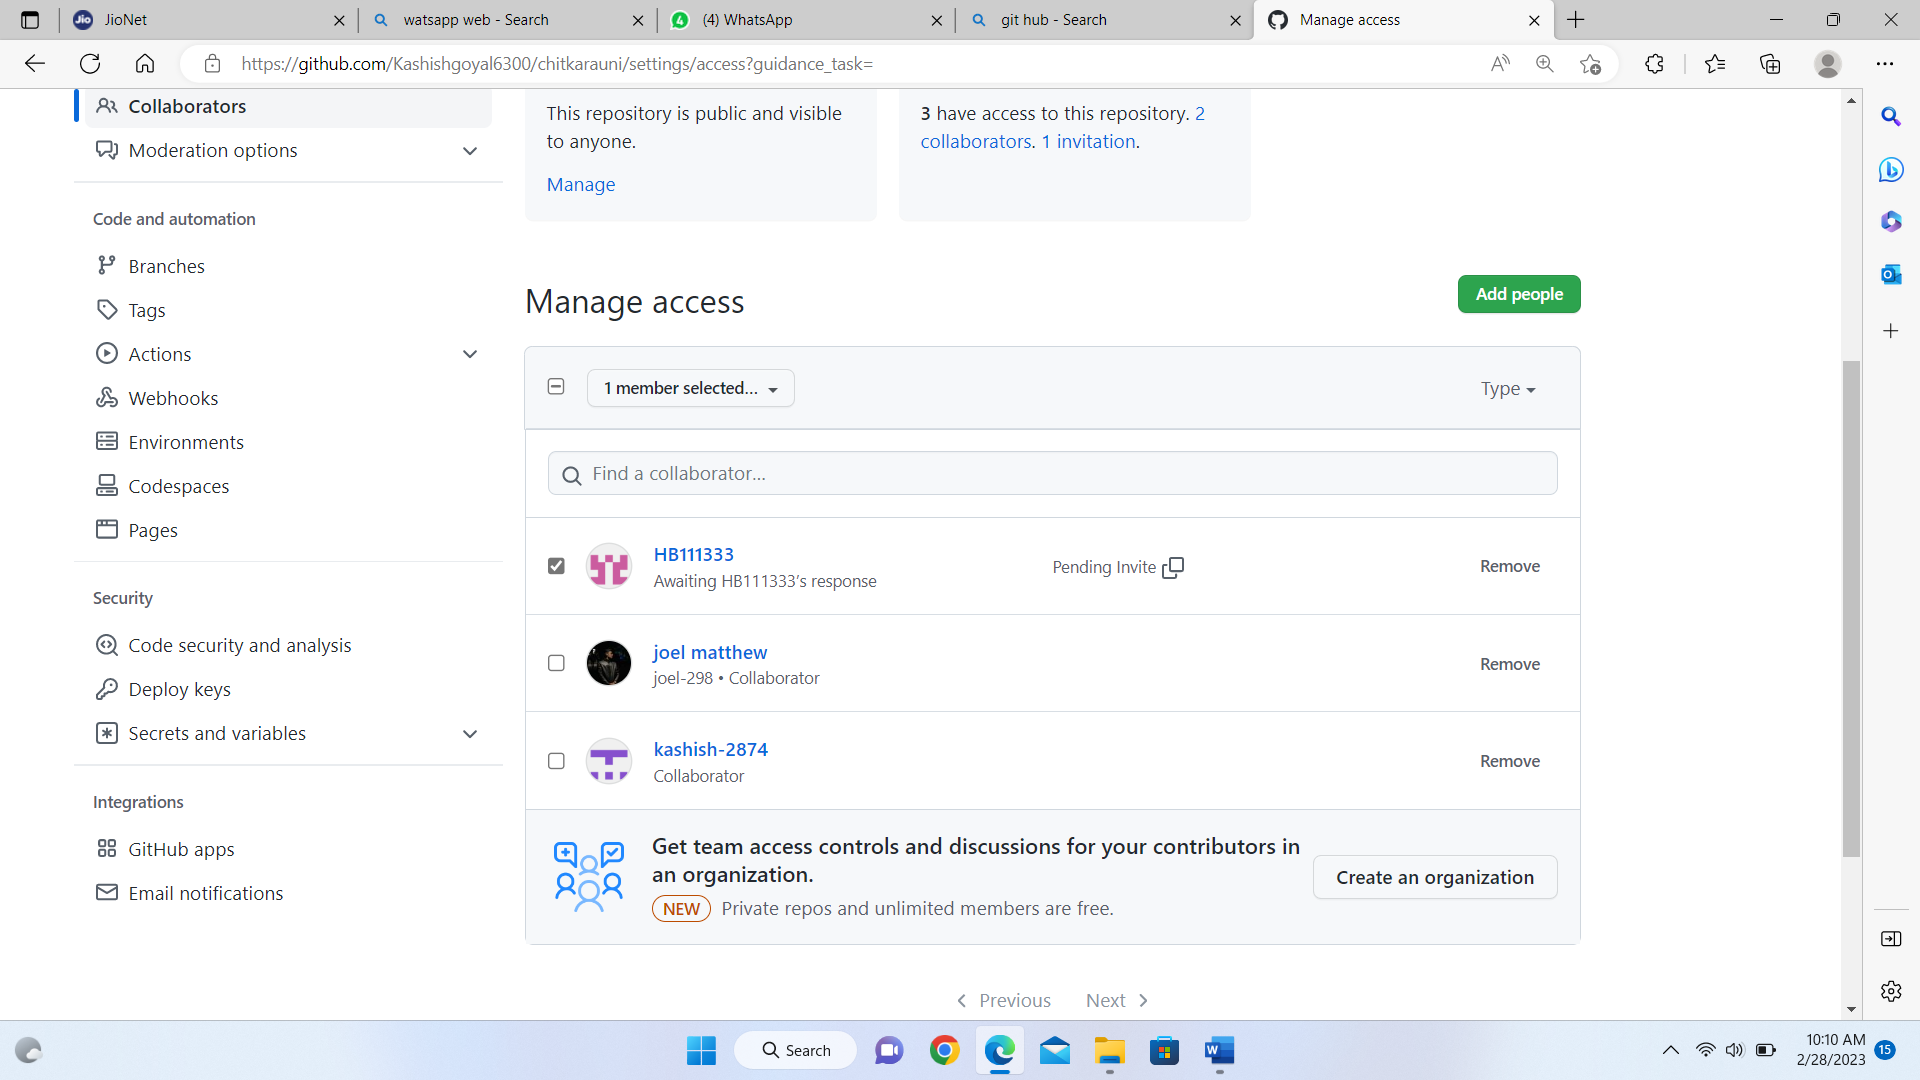 JioNet
watsapp web - Search
(4) WhatsApp
git hub - Search
Manage access
https://github.com/Kashishgoyal6300/chitkarauni/settings/access?guidance_task=
Collaborators
Moderation options
Code and automation
Branches
Tags
Actions
Webhooks
Environments
Codespaces
Pages
Security
Code security and analysis
Deploy keys
Secrets and variables
Integrations
GitHub apps
Email notifications
This repository is public and visible
to anyone.
Manage
3 have access to this repository. 2
collaborators. 1 invitation.
Manage access
Add people
1 member selected...
Type
Find a collaborator...
HB111333
Awaiting HB111333's response
Pending Invite
Remove
joel matthew
joel-298 • Collaborator
Remove
kashish-2874
Collaborator
Remove
Get team access controls and discussions for your contributors in
an organization.
NEW Private repos and unlimited members are free.
Create an organization
Previous
Next
Search
10:10 AM
2/28/2023
15